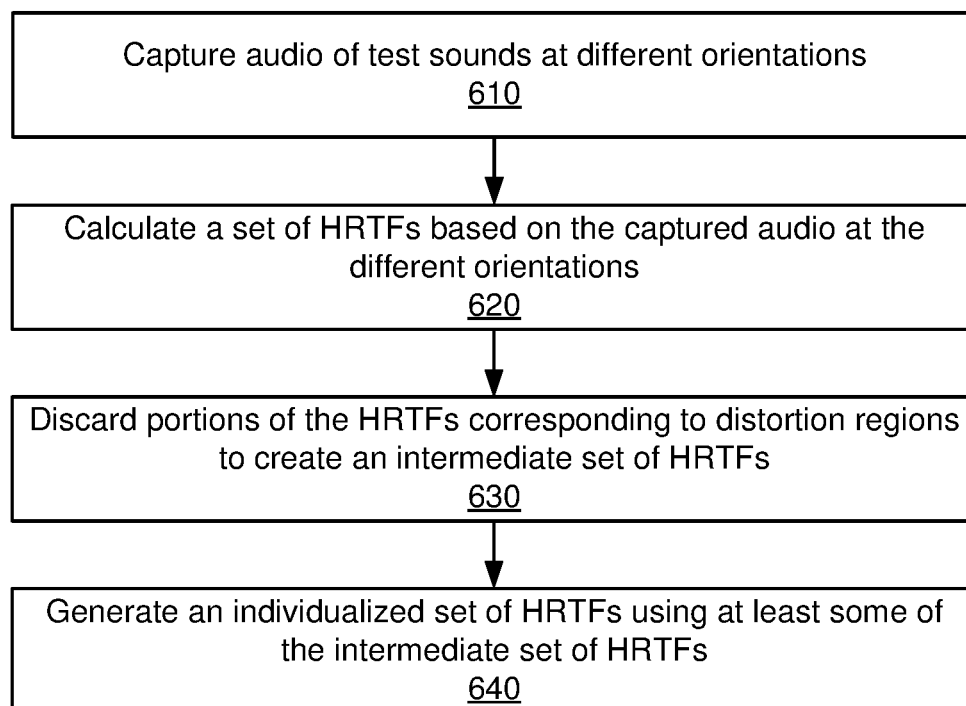 Capture audio of test sounds at different orientations
610
Calculate a set of HRTFs based on the captured audio at the
different orientations
620
Discard portions of the HRTFs corresponding to distortion regions
to create an intermediate set of HRTFs
630
Generate an individualized set of HRTFs using at least some of
the intermediate set of HRTFs
640